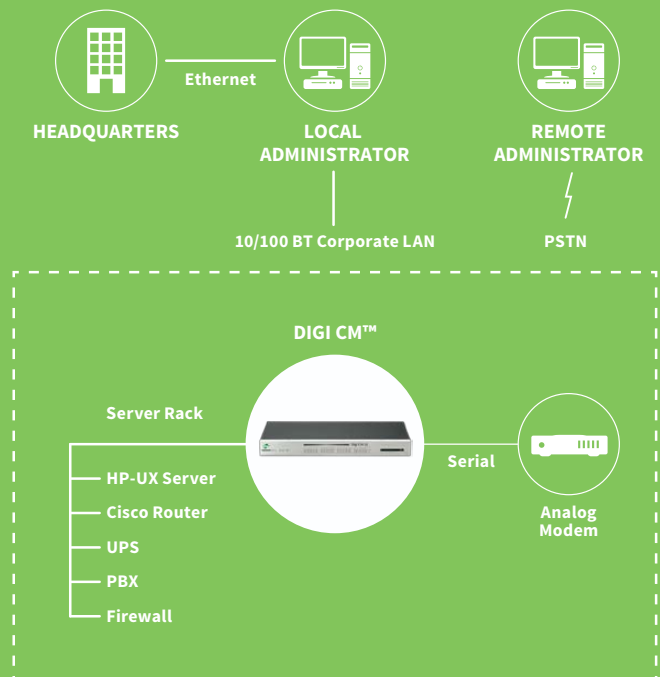 Ethernet
HEADQUARTERS
LOCAL
ADMINISTRATOR
REMOTE
ADMINISTRATOR
10/100 BT Corporate LAN
PSTN
DIGI CM™
Server Rack
Serial
HP-UX Server
Cisco Router
UPS
PBX
Firewall
Analog
Modem